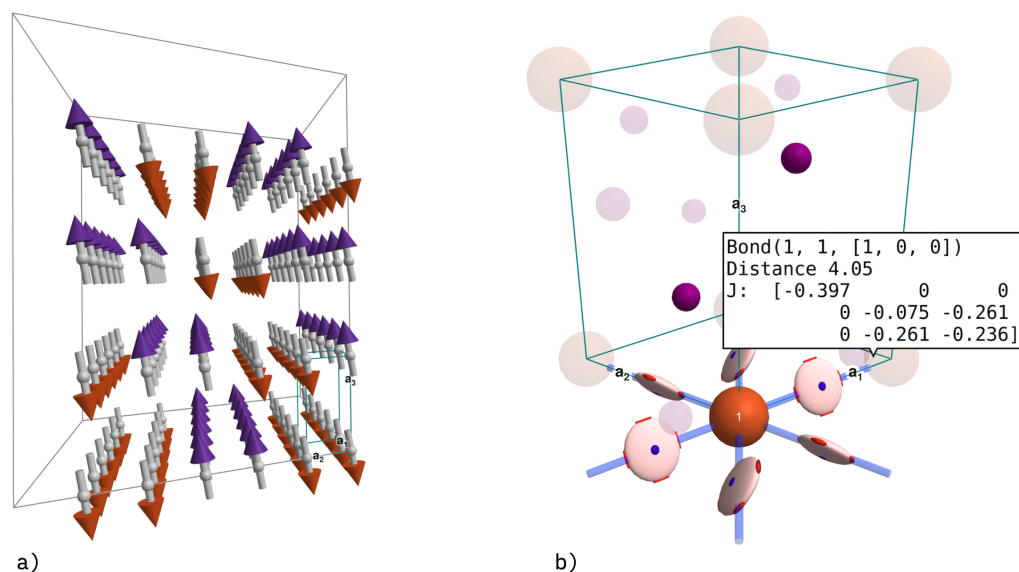 a₃
a₂
a)
a₃
Bond(1, 1, [1, 0, 0])
Distance 4.05
J: [-0.397 0 0
0 -0.075 -0.261
0 -0.261 -0.236]
a₂
a₁
1
b)